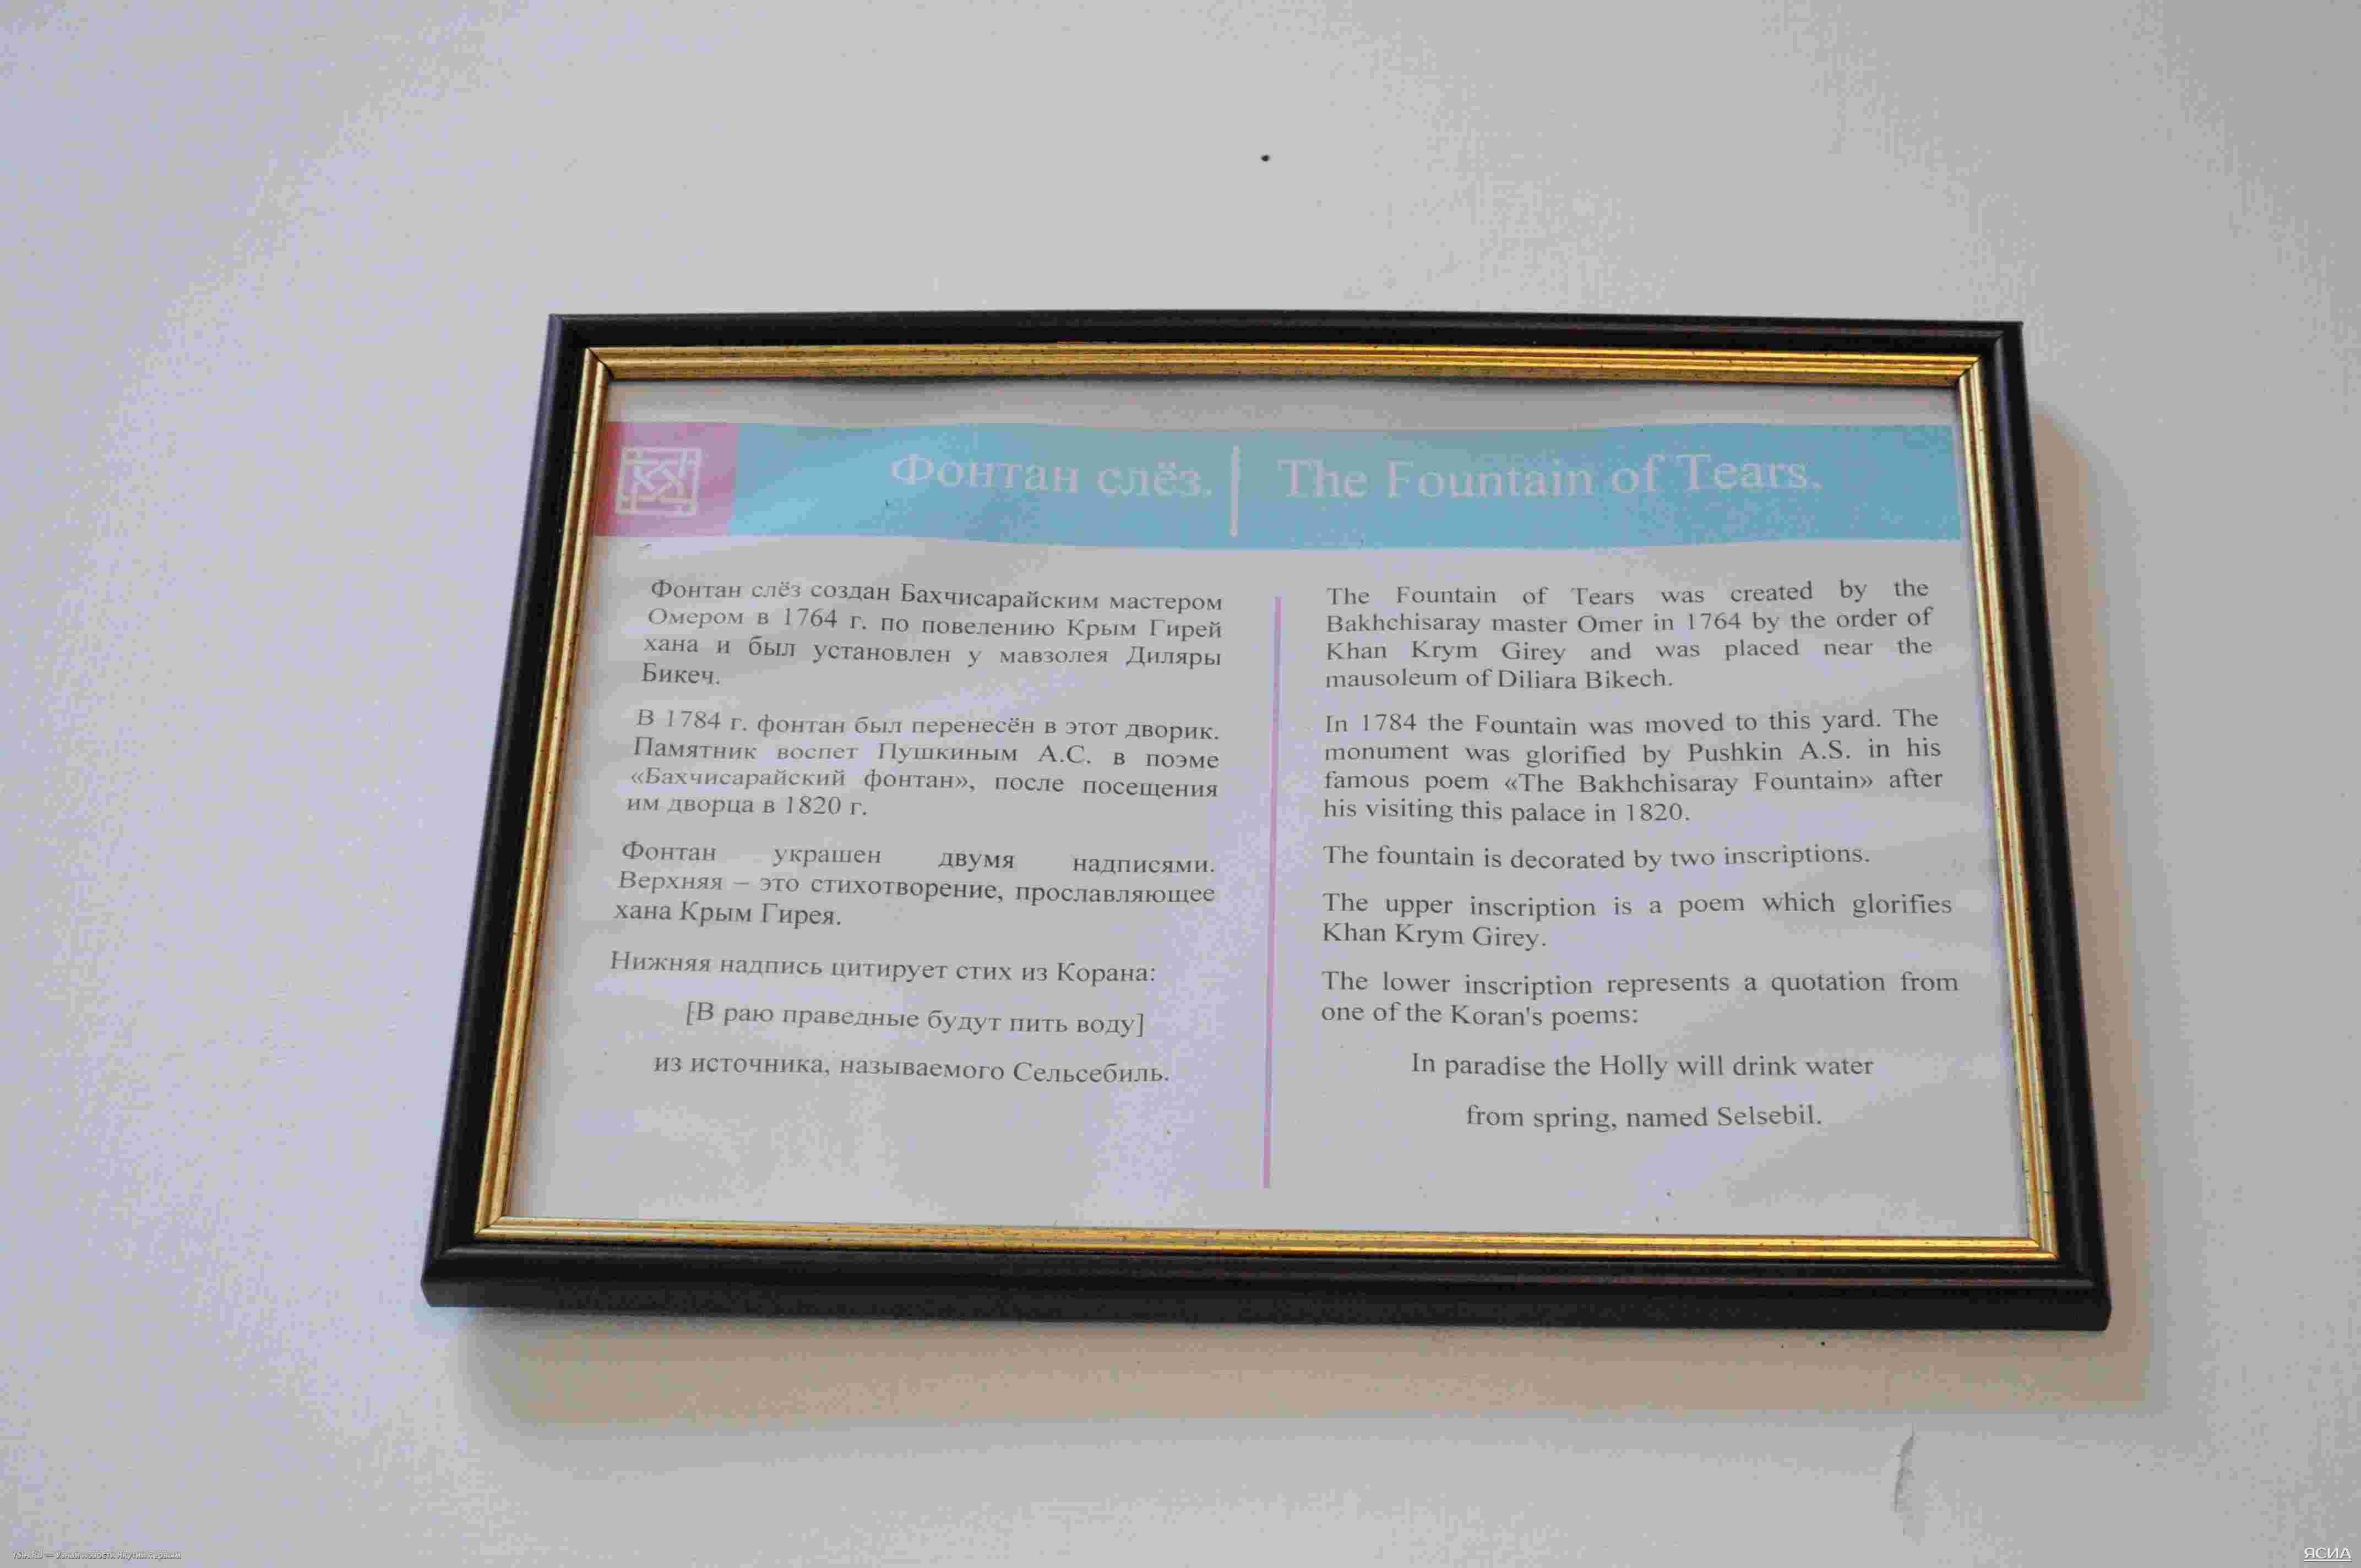 Фонтан слёз.
The Fountain of Tears.
Фонтан слёз создан Бахчисарайским мастером
Омером в 1764 г. по повелению Крым Гирей
хана и был установлен у мавзолея Диляры
Бикеч.
В 1784 г. фонтан был перенесён в этот дворик.
Памятник воспет Пушкиным А.С. в поэме
«Бахчисарайский фонтан», после посещения
им дворца в 1820 г.
Фонтан украшен двумя надписями.
Верхняя – это стихотворение, прославляющее
хана Крым Гирея.
Нижняя надпись цитирует стих из Корана:
[В раю праведные будут пить воду]
из источника, называемого Сельсебиль.
The Fountain of Tears was created by the
Bakhchisaray master Omer in 1764 by the order of
Khan Krym Girey and was placed near the
mausoleum of Diliara Bikech.
In 1784 the Fountain was moved to this yard. The
monument was glorified by Pushkin A.S. in his
famous poem «The Bakhchisaray Fountain» after
his visiting this palace in 1820.
The fountain is decorated by two inscriptions.
The upper inscription is a poem which glorifies
Khan Krym Girey.
The lower inscription represents a quotation from
one of the Koran's poems:
In paradise the Holly will drink water
from spring, named Selsebil.
ЯСИА